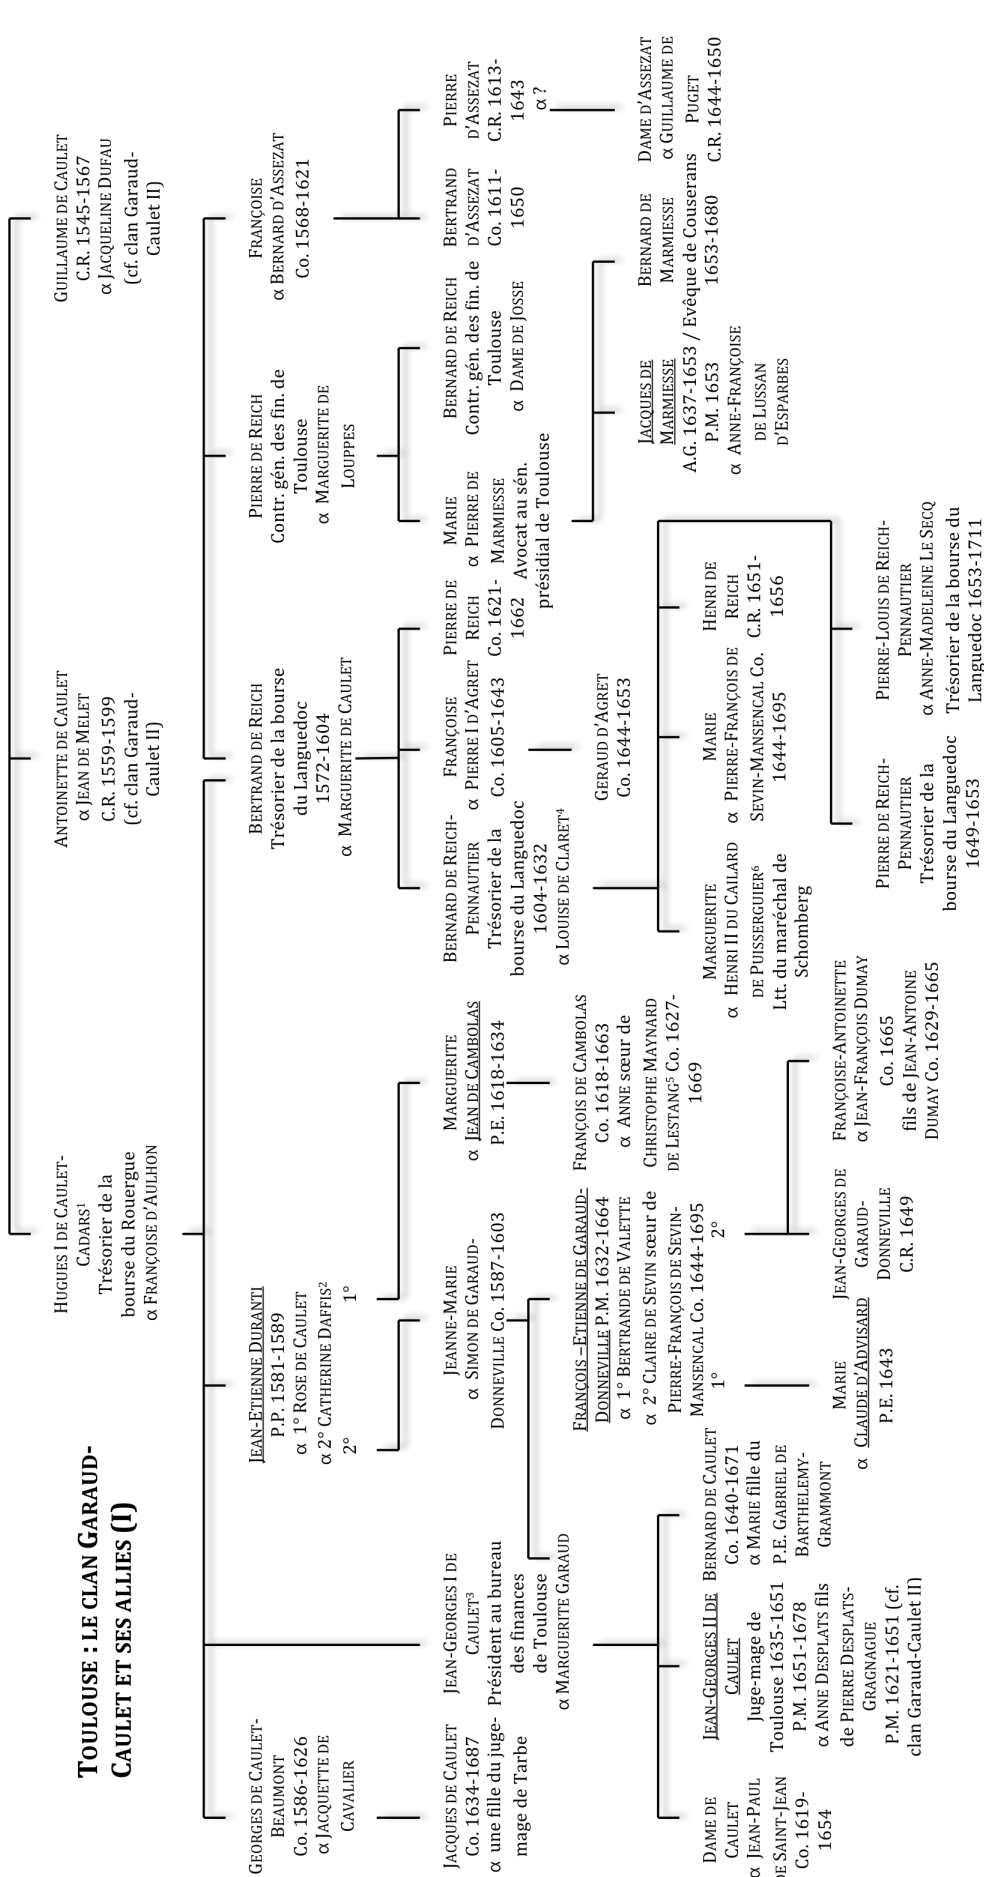 TOULOUSE : LE CLAN GARAUD-
CAULET ET SES ALLIES (I)
HUGUES I DE CAULET-
CADARS¹
Trésorier de la
bourse du Rouergue
α FRANÇOISE D'AULHON
ANTOINETTE DE CAULET
α JEAN DE MELET
C.R. 1559-1599
(cf. clan Garaud-
Caulet II)
GUILLAUME DE CAULET
C.R. 1545-1567
α JACQUELINE DUFAU
(cf. clan Garaud-
Caulet II)
GEORGES DE CAULET-
BEAUMONT
Co. 1586-1626
α JACQUETTE DE
CAVALIER
JEAN-ETIENNE DURANTI
P.P. 1581-1589
α 1° ROSE DE CAULET
α 2° CATHERINE DAFFIS²
2° 1°
BERTRAND DE REICH
Trésorier de la bourse
du Languedoc
1572-1604
α MARGUERITE DE CAULET
PIERRE DE REICH
Contr. gén. des fin. de
Toulouse
α MARGUERITE DE
LOUPPES
FRANÇOISE
α BERNARD D'ASSEZAT
Co. 1568-1621
JACQUES DE CAULET
Co. 1634-1687
α une fille du juge-
mage de Tarbe
JEAN-GEORGES I DE
CAULET³
Président au bureau
des finances
de Toulouse
α MARGUERITE GARAUD
JEANNE-MARIE
α SIMON DE GARAUD-
DONNEVILLE Co. 1587-1603
MARGUERITE
α JEAN DE CAMBOLAS
P.E. 1618-1634
BERNARD DE REICH-
PENNAUTIER
Trésorier de la
bourse du Languedoc
1604-1632
α LOUISE DE CLARET⁴
FRANÇOISE
α PIERRE I D'AGRET
Co. 1605-1643
PIERRE DE
REICH
Co. 1621-
1662
MARIE
α PIERRE DE
MARMIESSE
Avocat au sén.
présidial de Toulouse
BERNARD DE REICH
Contr. gén. des fin. de
Toulouse
α DAME DE JOSSE
BERTRAND
D'ASSEZAT
Co. 1611-
1650
PIERRE
D'ASSEZAT
C.R. 1613-
1643
α ?
FRANÇOIS –ETIENNE DE GARAUD-
DONNEVILLE P.M. 1632-1664
α 1° BERTRANDE DE VALETTE
α 2° CLAIRE DE SEVIN sœur de
PIERRE-FRANÇOIS DE SEVIN-
MANSENCAL Co. 1644-1695
1° 2°
FRANÇOIS DE CAMBOLAS
Co. 1618-1663
α ANNE sœur de
CHRISTOPHE MAYNARD
DE LESTANG⁵ Co. 1627-
1669
GERAUD D'AGRET
Co. 1644-1653
JACQUES DE
MARMIESSE
A.G. 1637-1653 /
P.M. 1653
α ANNE-FRANÇOISE
DE LUSSAN
D'ESPARBES
BERNARD DE
MARMIESSE
Evêque de Couserans
1653-1680
DAME D'ASSEZAT
α GUILLAUME DE
PUGET
C.R. 1644-1650
DAME DE
CAULET
α JEAN-PAUL
DE SAINT-JEAN
Co. 1619-
1654
JEAN-GEORGES II DE
CAULET
Juge-mage de
Toulouse 1635-1651
P.M. 1651-1678
α ANNE DESPLATS fils
de PIERRE DESPLATS-
GRAGNAGUE
P.M. 1621-1651 (cf.
clan Garaud-Caulet II)
BERNARD DE CAULET
Co. 1640-1671
α MARIE fille du
P.E. GABRIEL DE
BARTHELEMY-
GRAMMONT
MARGUERITE
α HENRI II DU CAILARD
DE PUISSERGUIER⁶
Ltt. du maréchal de
Schomberg
MARIE
α PIERRE-FRANÇOIS DE
SEVIN-MANSENCAL Co.
1644-1695
HENRI DE
REICH
C.R. 1651-
1656
MARIE
α CLAUDE D'ADVISARD
P.E. 1643
JEAN-GEORGES DE
GARAUD-
DONNEVILLE
C.R. 1649
FRANÇOISE-ANTOINETTE
α JEAN-FRANÇOIS DUMAY
Co. 1665
fils de JEAN-ANTOINE
DUMAY Co. 1629-1665
PIERRE DE REICH-
PENNAUTIER
Trésorier de la
bourse du Languedoc
1649-1653
PIERRE-LOUIS DE REICH-
PENNAUTIER
α ANNE-MADELEINE LE SECQ
Trésorier de la bourse du
Languedoc 1653-1711